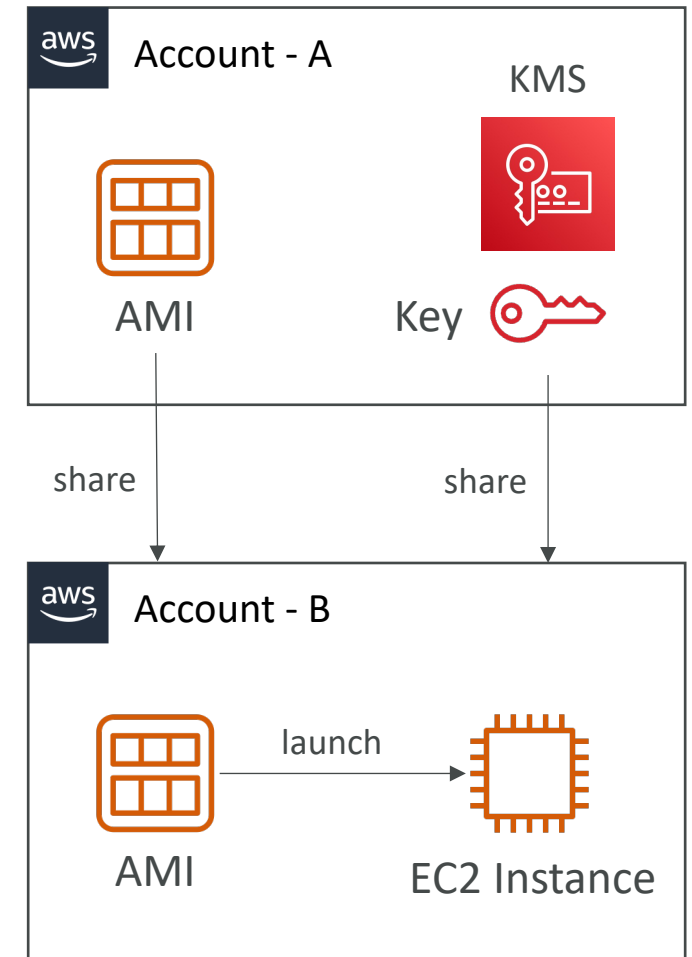 aws
Account - A
KMS
AMI
Key
share
share
aws
Account - B
launch
AMI
EC2 Instance